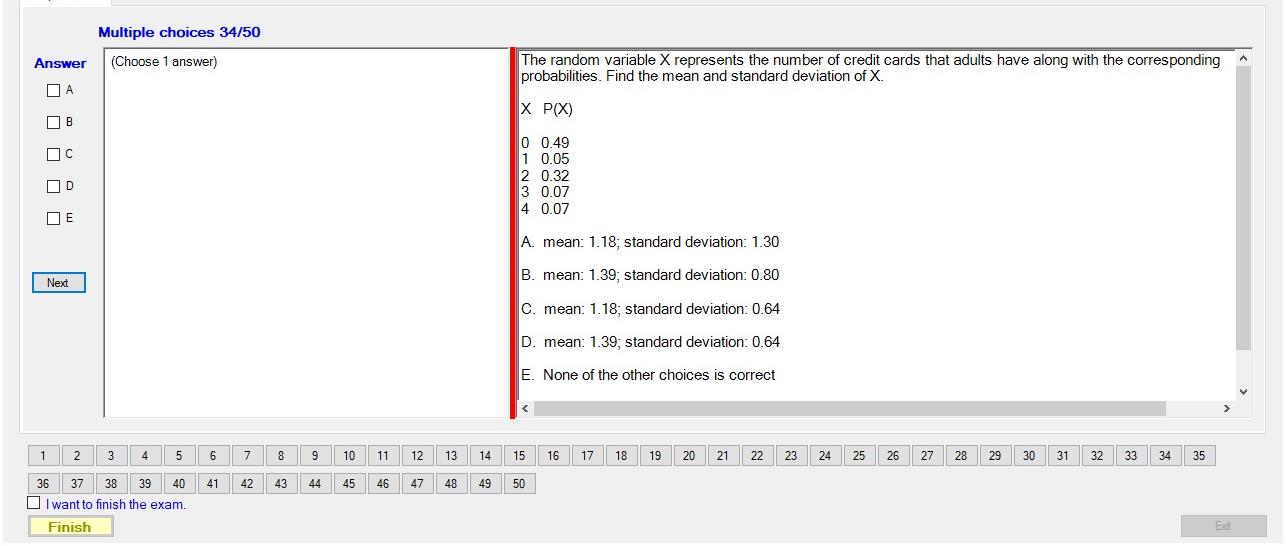 Multiple choices 34/50
Answer
(Choose 1 answer)
A
B
C
D
E
Next
The random variable X represents the number of credit cards that adults have along with the corresponding
probabilities. Find the mean and standard deviation of X.
X P(X)
0 0.49
1 0.05
2 0.32
3 0.07
4 0.07
A. mean: 1.18; standard deviation: 1.30
B. mean: 1.39; standard deviation: 0.80
C. mean: 1.18; standard deviation: 0.64
D. mean: 1.39; standard deviation: 0.64
E. None of the other choices is correct
1 2 3 4 5 6 7 8 9 10 11 12 13 14 15 16 17 18 19 20 21 22 23 24 25 26 27 28 29 30 31 32 33 34 35
36 37 38 39 40 41 42 43 44 45 46 47 48 49 50
I want to finish the exam.
Finish
Exit